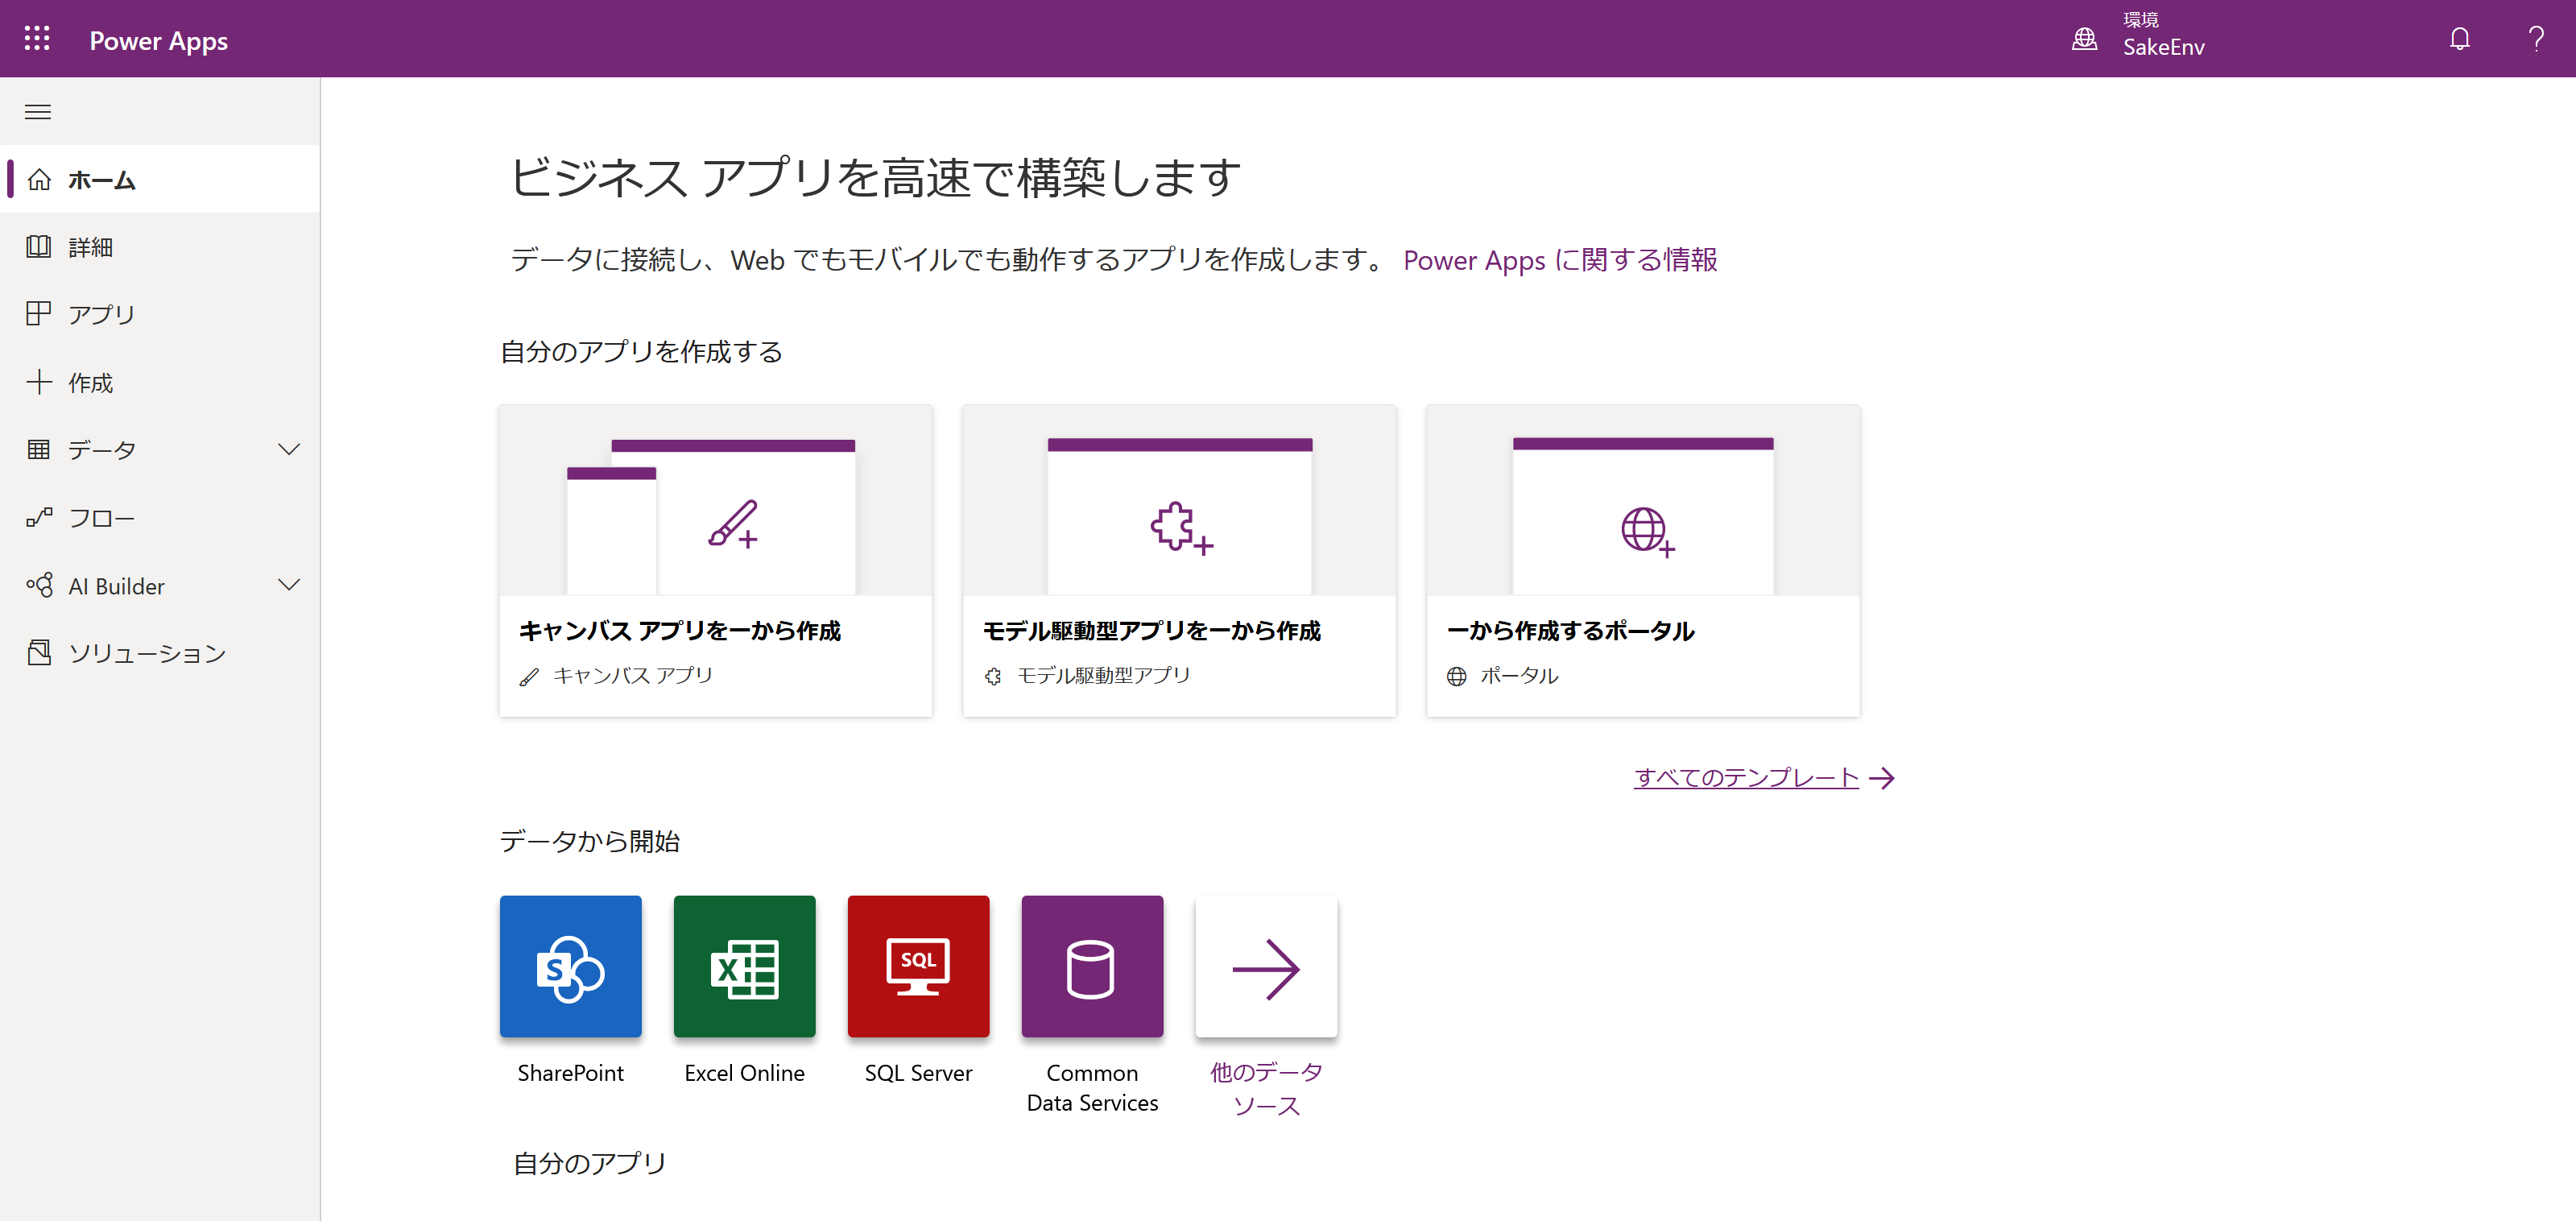 Power Apps
環境
SakeEnv
ホーム
詳細
アプリ
作成
データ
フロー
AI Builder
ソリューション
ビジネス アプリを高速で構築します
データに接続し、Web でもモバイルでも動作するアプリを作成します。 Power Apps に関する情報
自分のアプリを作成する
キャンバス アプリを一から作成
キャンバス アプリ
モデル駆動型アプリを一から作成
モデル駆動型アプリ
一から作成するポータル
ポータル
すべてのテンプレート
データから開始
S
X
SQL
SharePoint
Excel Online
SQL Server
Common
Data Services
他のデータ
ソース
自分のアプリ